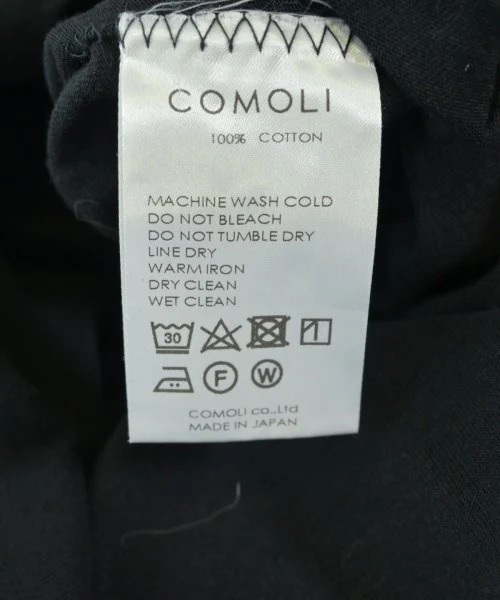 COMOLI
100% COTTON
MACHINE WASH COLD
DO NOT BLEACH
DO NOT TUMBLE DRY
LINE DRY
WARM IRON
DRY CLEAN
WET CLEAN
30
F W
COMOLI co.,Ltd
MADE IN JAPAN